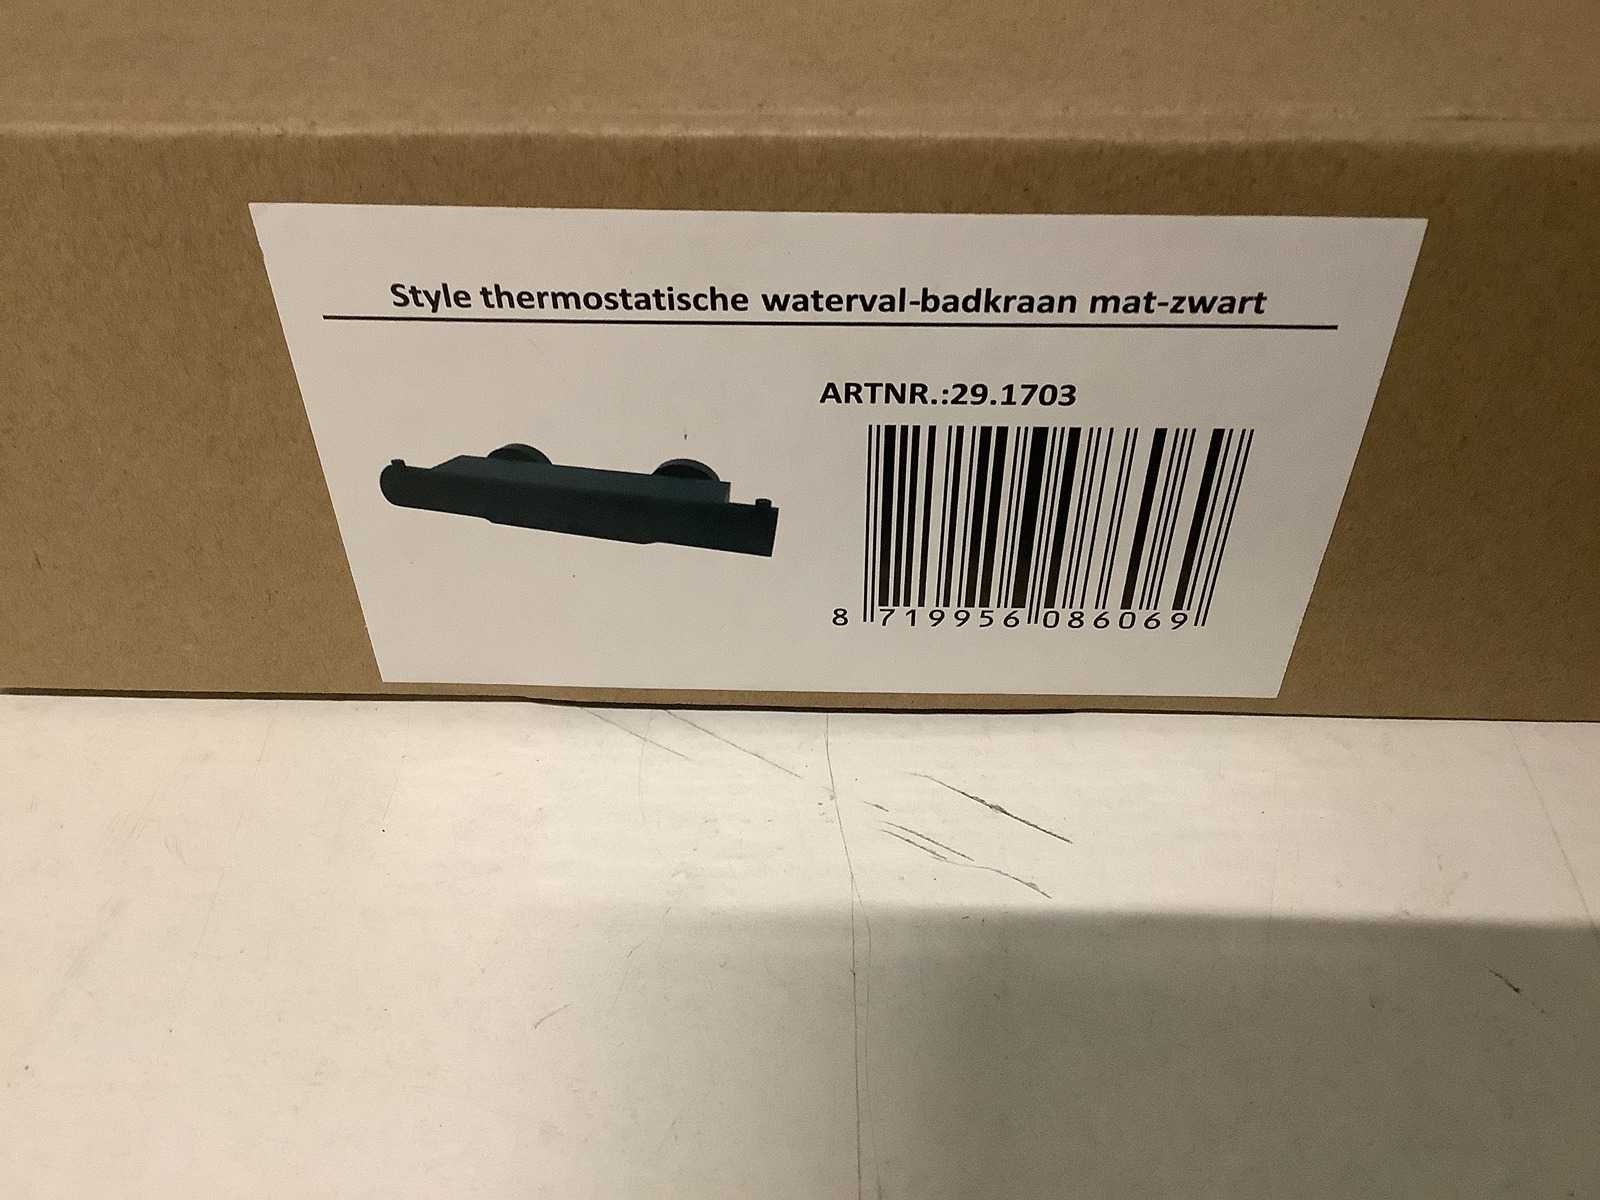 Style thermostatische waterval-badkraan mat-zwart
ARTNR.:29.1703
8 719956 086069